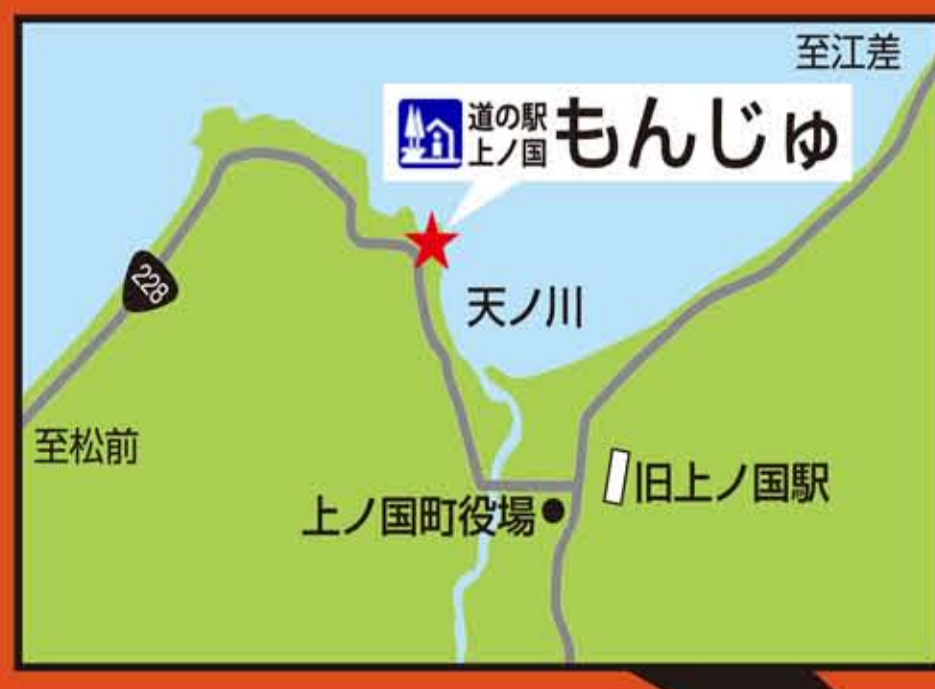 至江差
道の駅
上ノ国
もんじゅ
228
天ノ川
至松前
旧上ノ国駅
上ノ国町役場